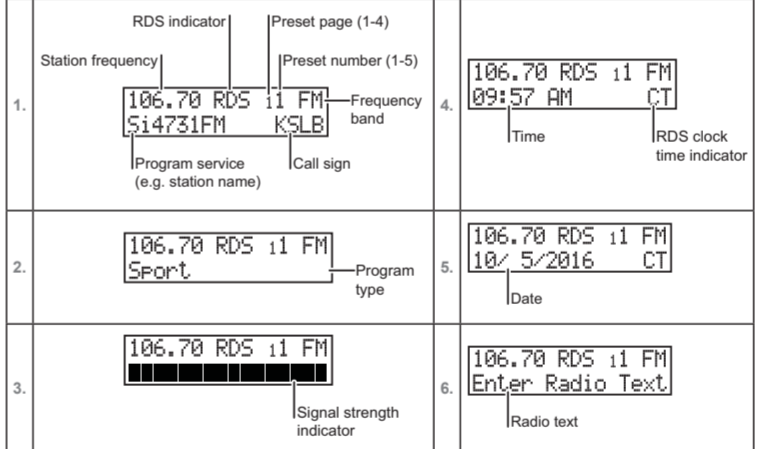 1.
RDS indicator
Preset page (1-4)
Station frequency
Preset number (1-5)
106.70 RDS 11 FM
Si4731FM KSLB
Frequency
band
Program service
(e.g. station name)
Call sign
2.
106.70 RDS 11 FM
Sport
Program
type
3.
106.70 RDS 11 FM
Signal strength
indicator
4.
106.70 RDS 11 FM
09:57 AM CT
Time
RDS clock
time indicator
5.
106.70 RDS 11 FM
10/ 5/2016 CT
Date
6.
106.70 RDS 11 FM
Enter Radio Text
Radio text